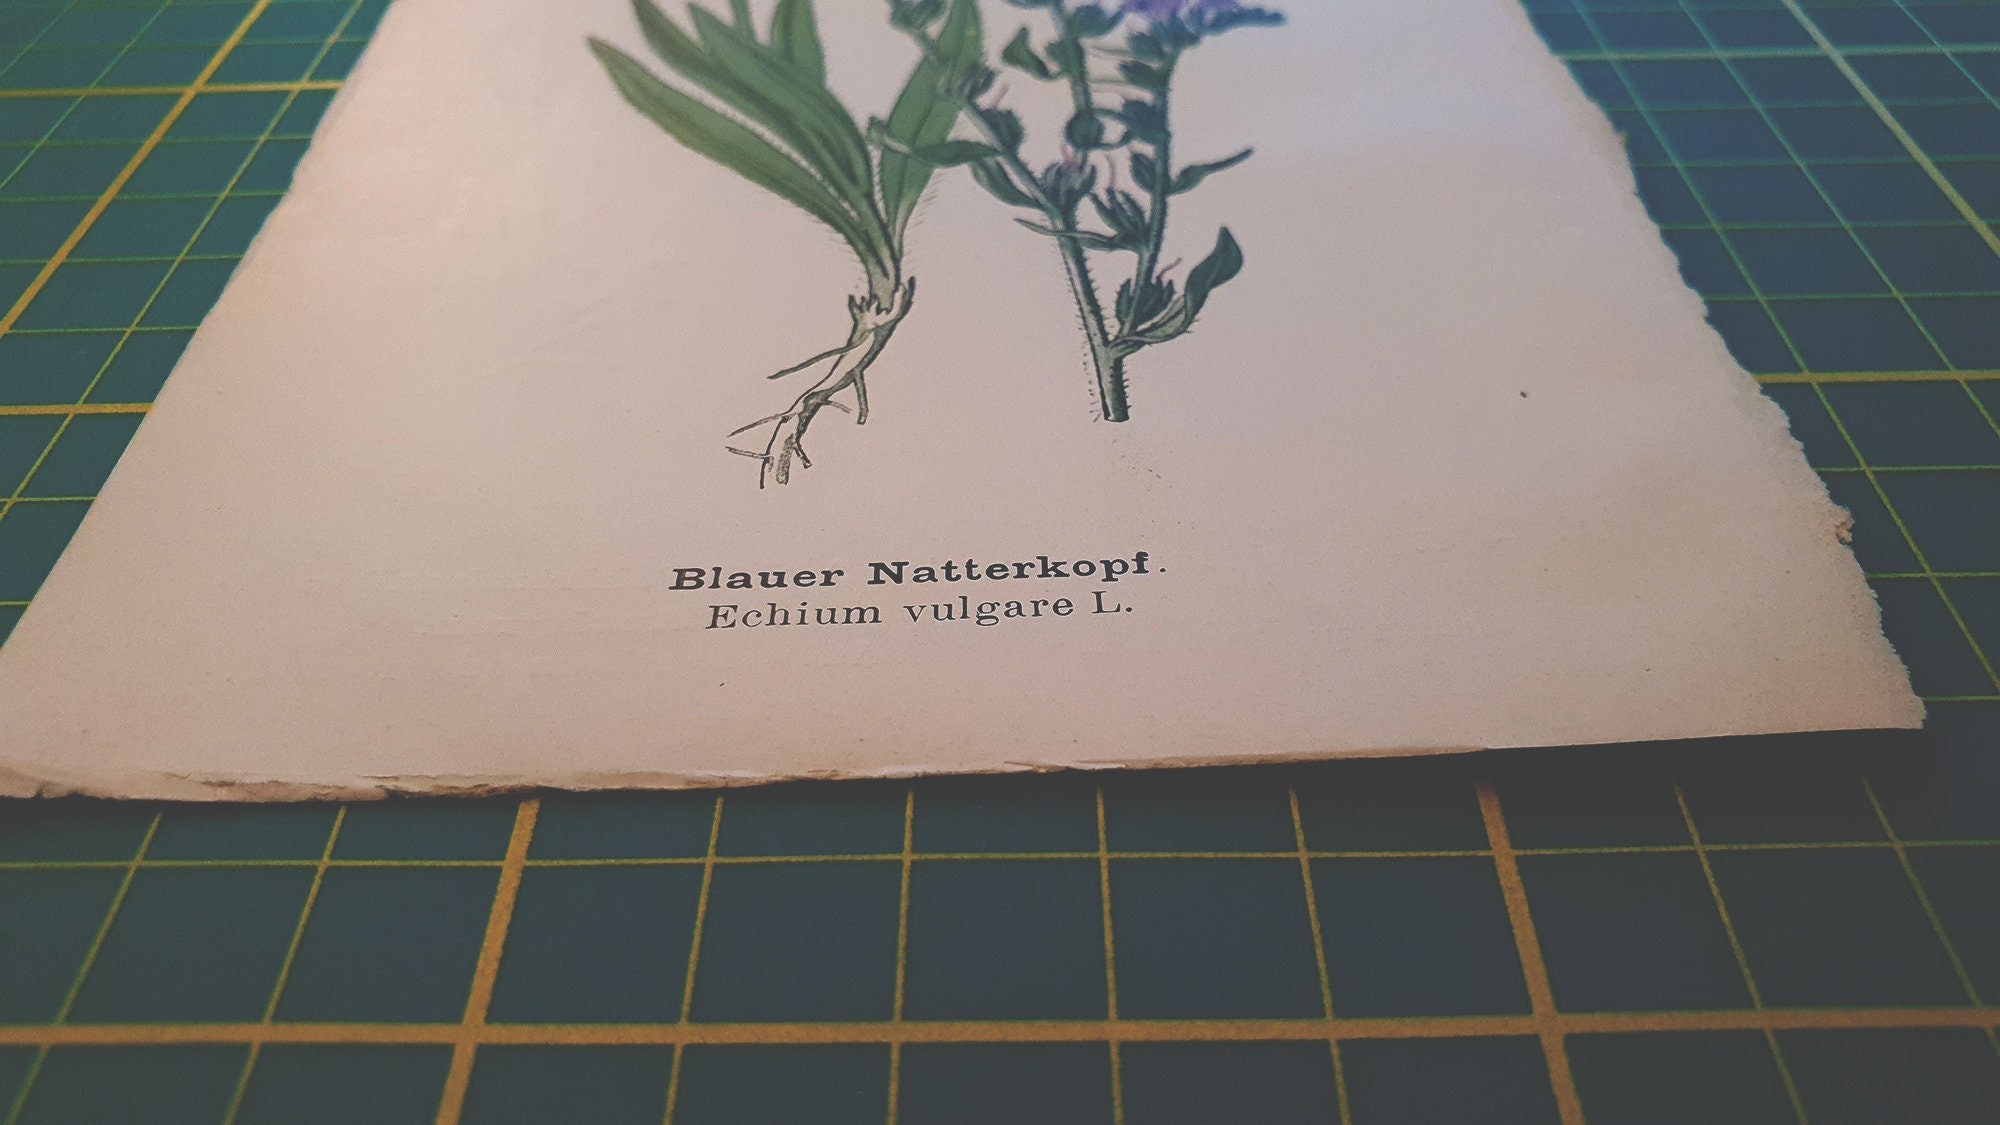 Blauer Natterkopf.
Echium vulgare L.